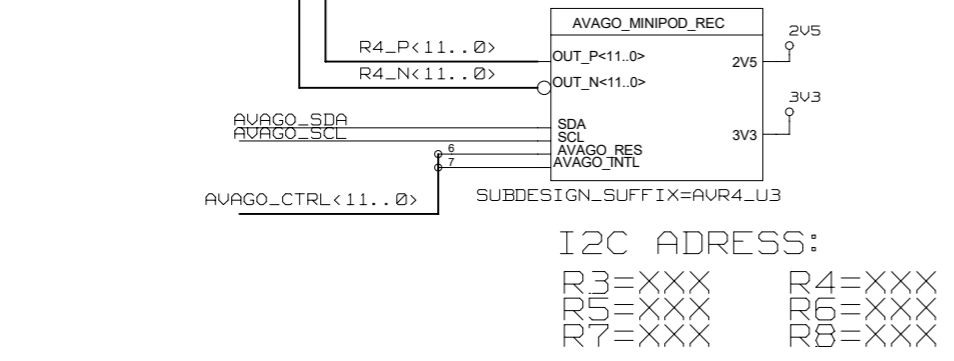 AVAGO_MINIPOD_REC
2V5
R4_P<11..0>
OUT_P<11..0>
2V5
R4_N<11..0>
OUT_N<11..0>
3V3
AVAGO_SDA
SDA
AVAGO_SCL
SCL
3V3
6
AVAGO_RES
7
AVAGO_INTL
AVAGO_CTRL<11..0>
SUBDESIGN_SUFFIX=AVR4_U3
I2C ADRESS:
R3=XXX R4=XXX
R5=XXX R6=XXX
R7=XXX R8=XXX